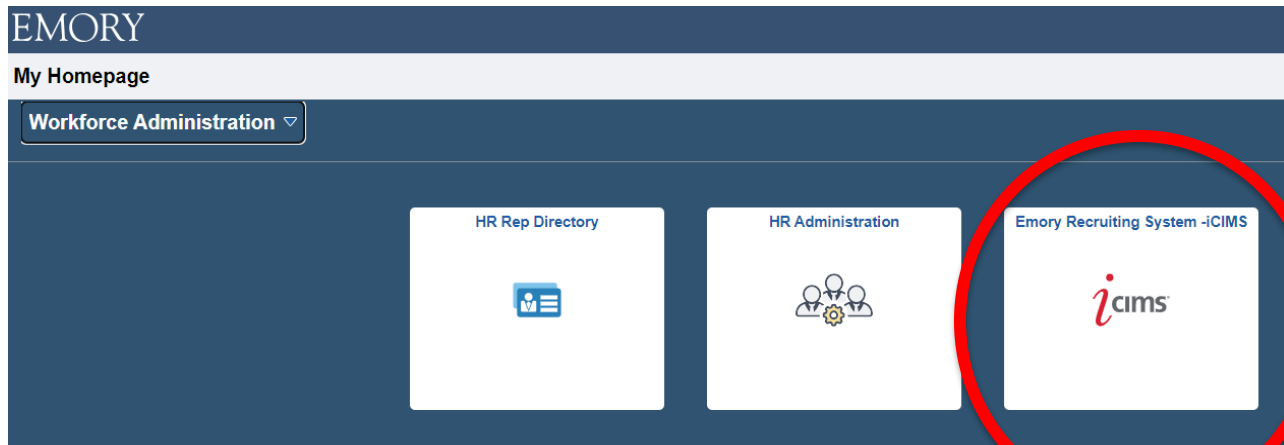 EMORY
My Homepage
Workforce Administration
HR Rep Directory
HR Administration
Emory Recruiting System -iCIMS
icims